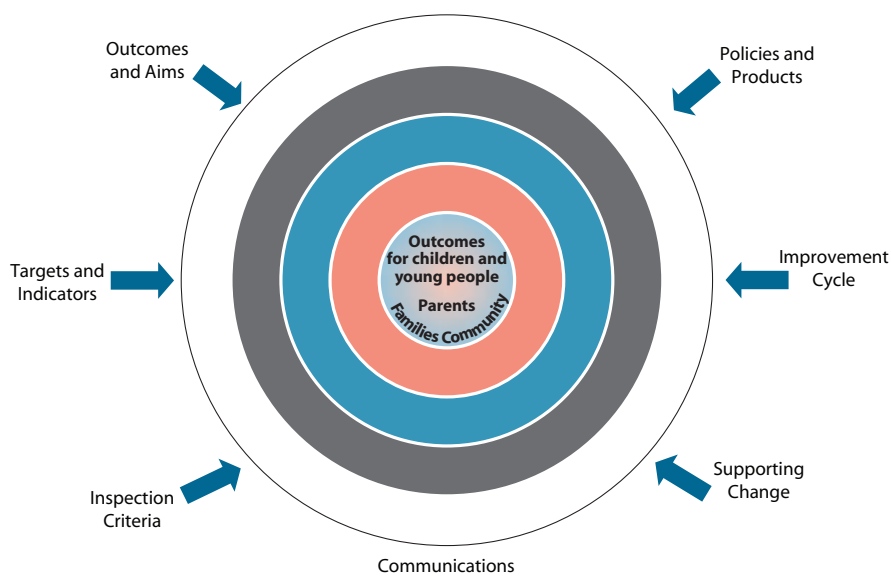 Outcomes
and Aims
Policies and
Products
Outcomes
for children and
young people
Parents
Families Community
Targets and
Indicators
Improvement
Cycle
Inspection
Criteria
Supporting
Change
Communications